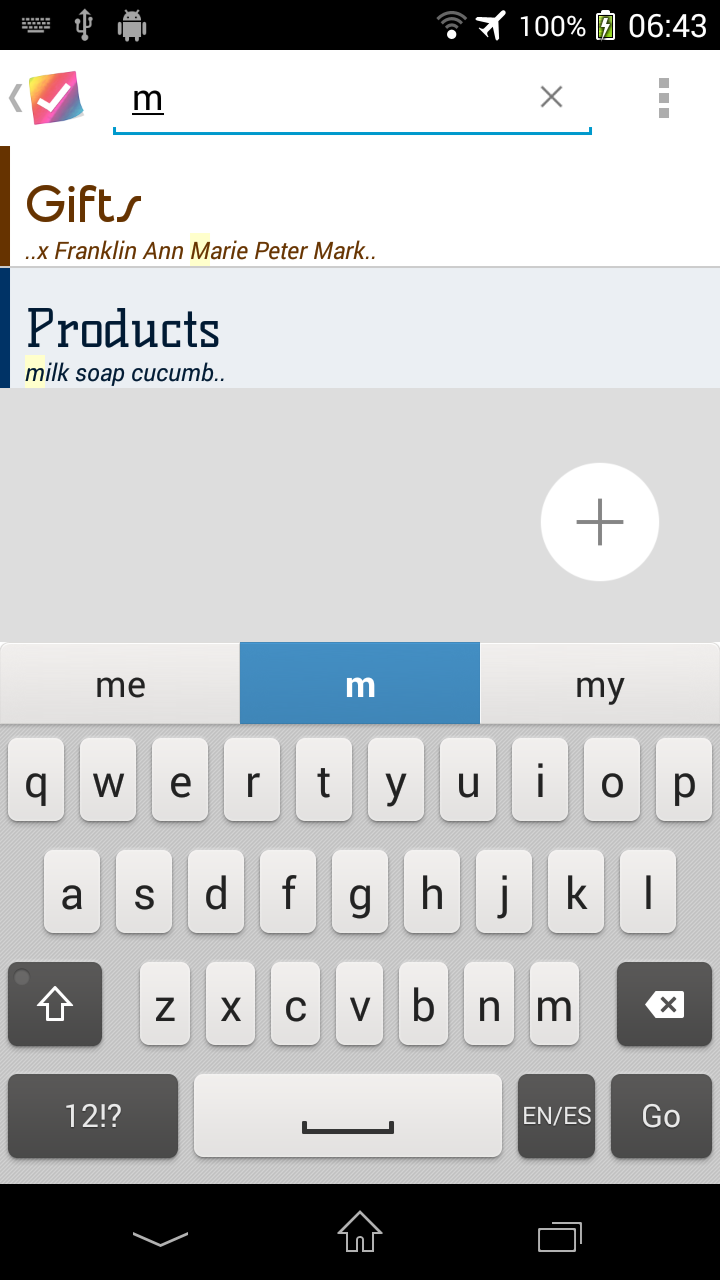 100% 06:43
m
Gifts
..x Franklin Ann Marie Peter Mark..
Products
milk soap cucumb..
me m my
q w e r t y u i o p
a s d f g h j k l
z x c v b n m
12!? EN/ES Go